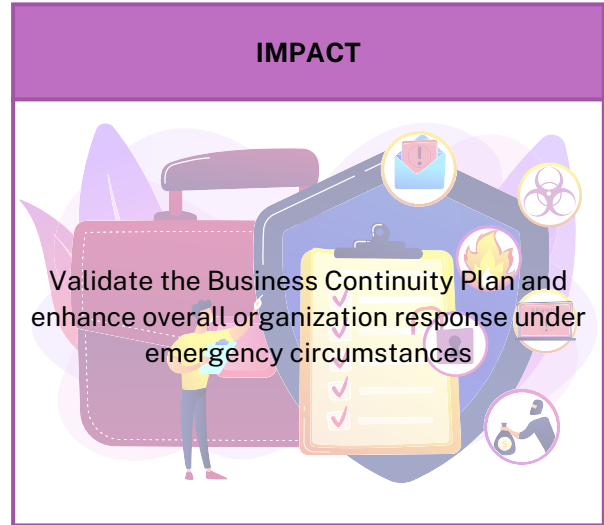 IMPACT
Validate the Business Continuity Plan and
enhance overall organization response under
emergency circumstances